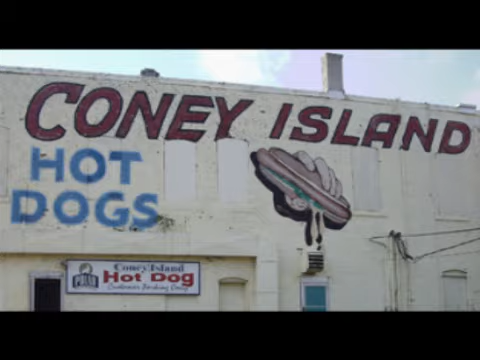 CONEY ISLAND
HOT
DOGS
Coney Island
Hot Dog
Customer Parking Only